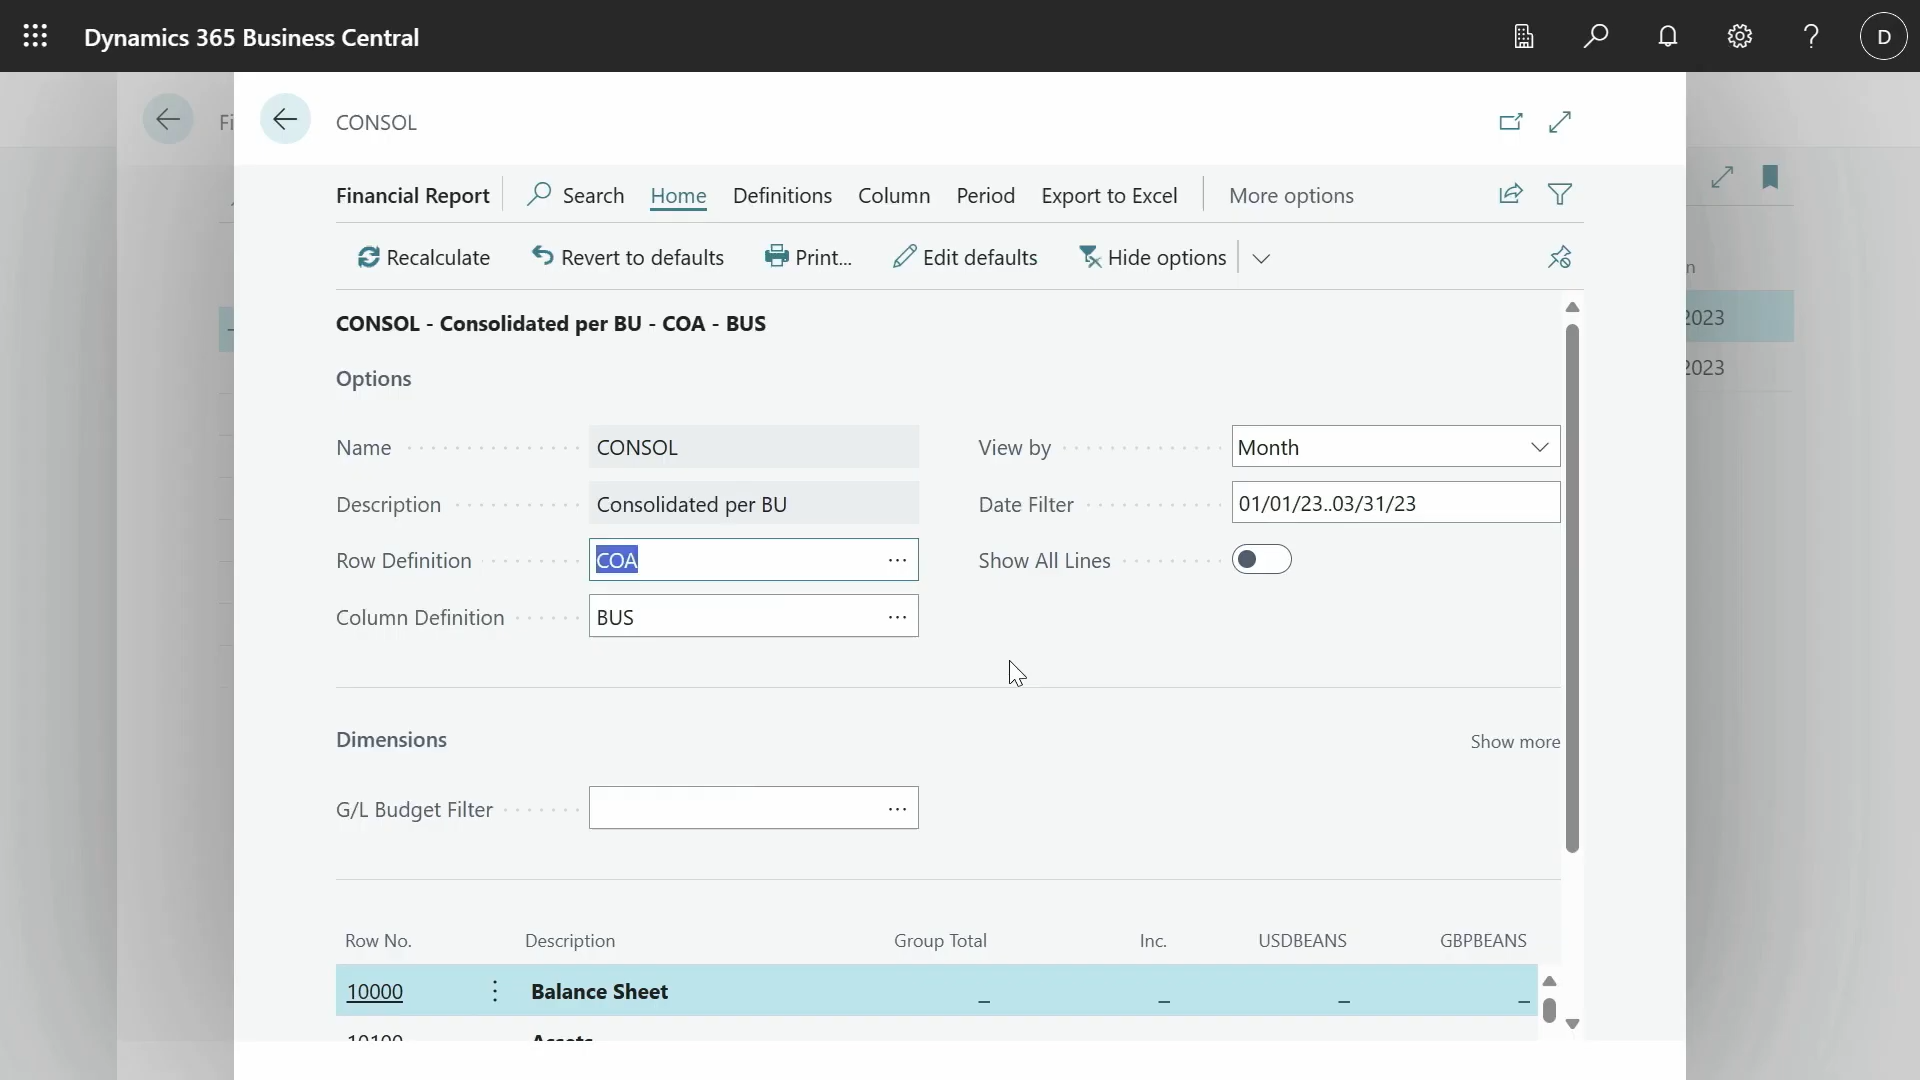 Dynamics 365 Business Central
D
Fi
CONSOL
Financial Report Search Home Definitions Column Period Export to Excel More options
Recalculate Revert to defaults Print... Edit defaults Hide options
CONSOL - Consolidated per BU - COA - BUS
Options
Name CONSOL View by Month
Description Consolidated per BU Date Filter 01/01/23..03/31/23
Row Definition COA ... Show All Lines
Column Definition BUS ...
2023
2023
Dimensions Show more
G/L Budget Filter ...
Row No. Description Group Total Inc. USDBEANS GBPBEANS
10000 Balance Sheet _ _ _ _
10100 Assets